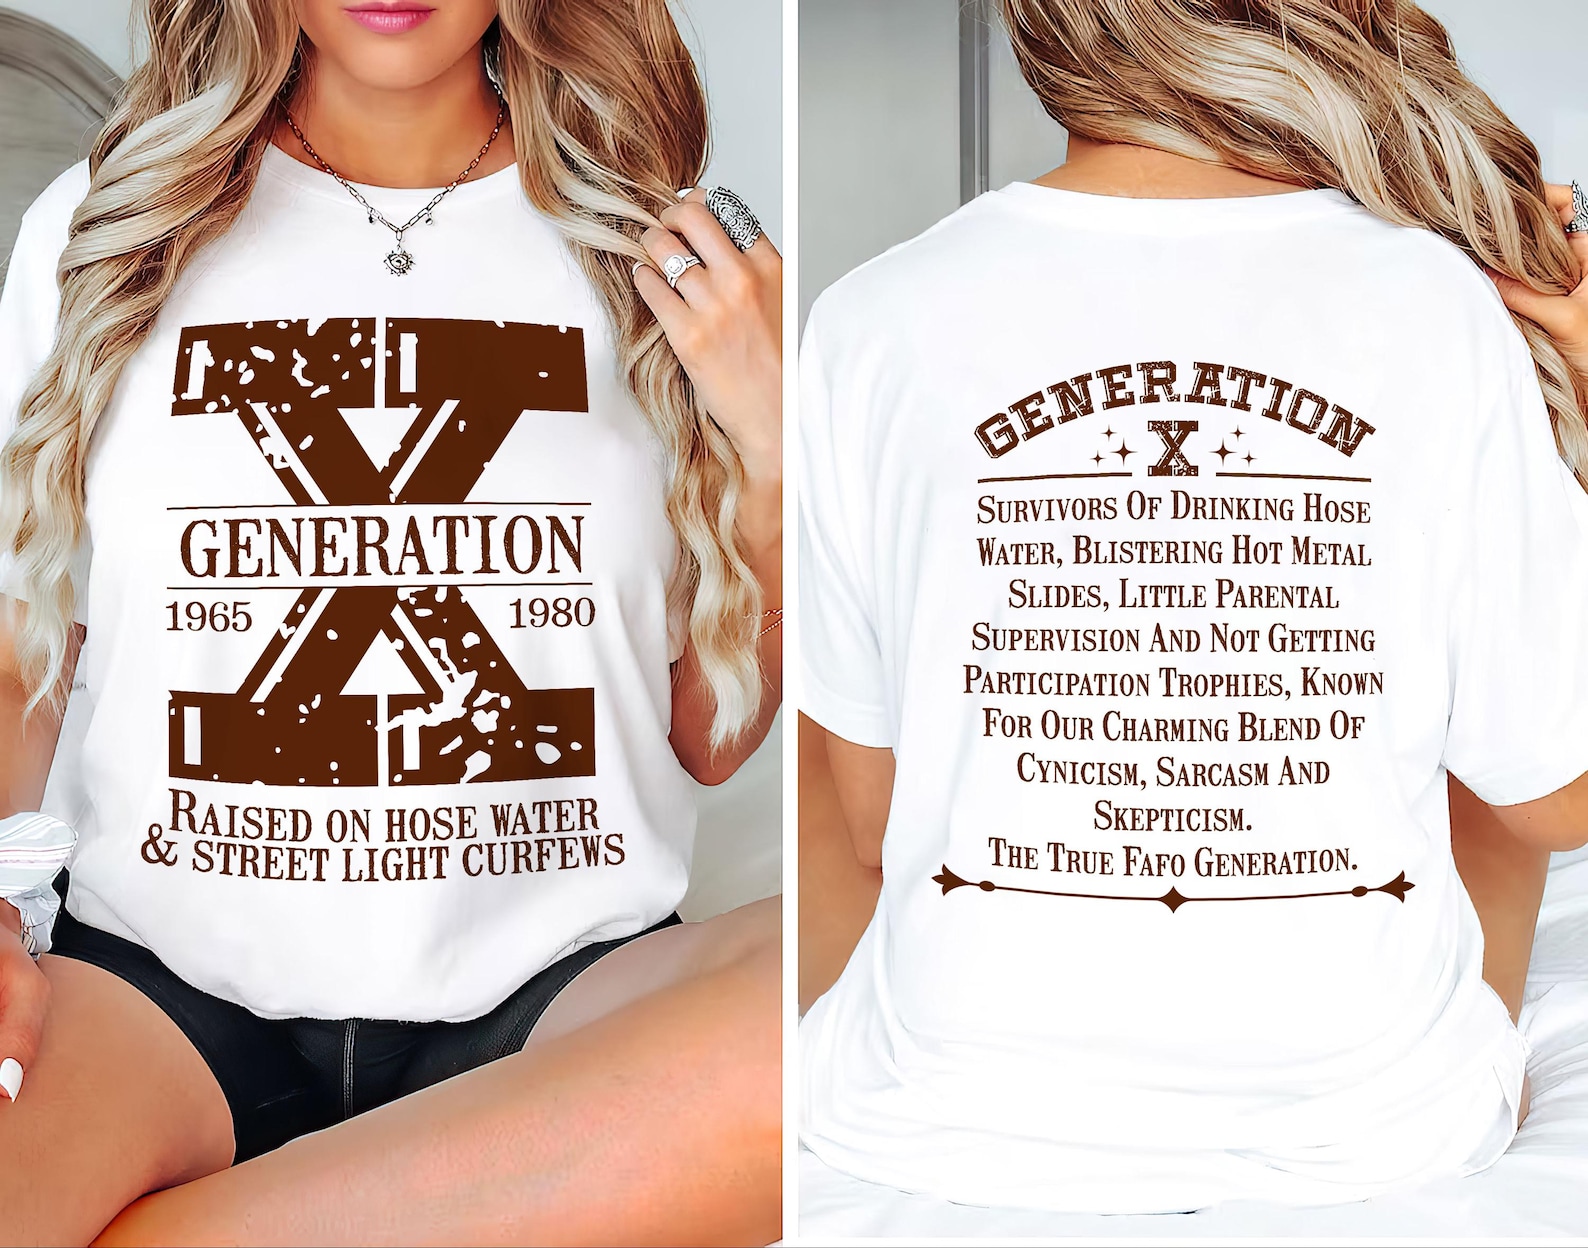 X
GENERATION
1965 1980
RAISED ON HOSE WATER
& STREET LIGHT CURFEWS
GENERATION
X
SURVIVORS OF DRINKING HOSE
WATER, BLISTERING HOT METAL
SLIDES, LITTLE PARENTAL
SUPERVISION AND NOT GETTING
PARTICIPATION TROPHIES, KNOWN
FOR OUR CHARMING BLEND OF
CYNICISM, SARCASM AND
SKEPTICISM.
THE TRUE FAFO GENERATION.